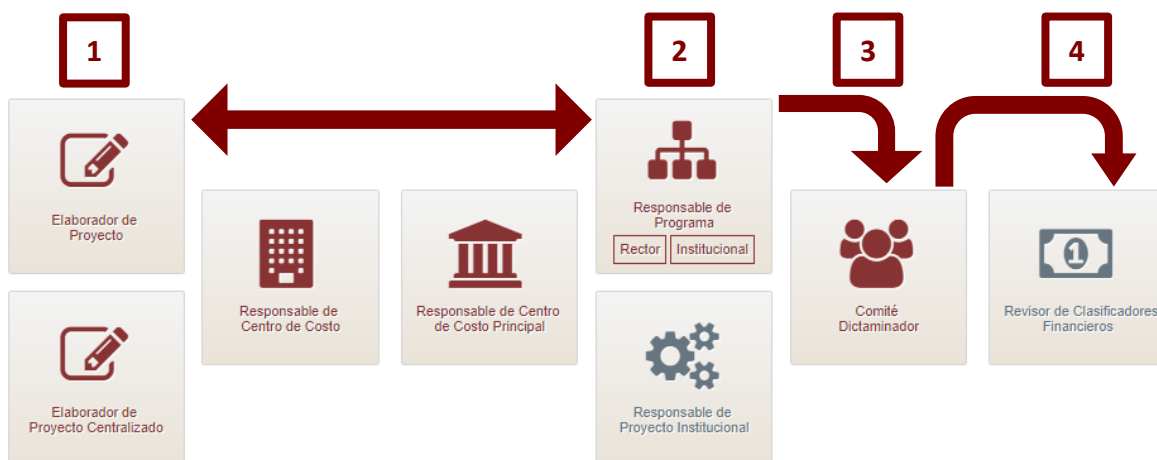 1
2
3
4
Elaborador de
Proyecto
Responsable de
Centro de Costo
Responsable de Centro
de Costo Principal
Responsable de
Programa
Rector
Institucional
Comité
Dictaminador
1
Revisor de Clasificadores
Financieros
Elaborador de
Proyecto Centralizado
Responsable de
Proyecto Institucional